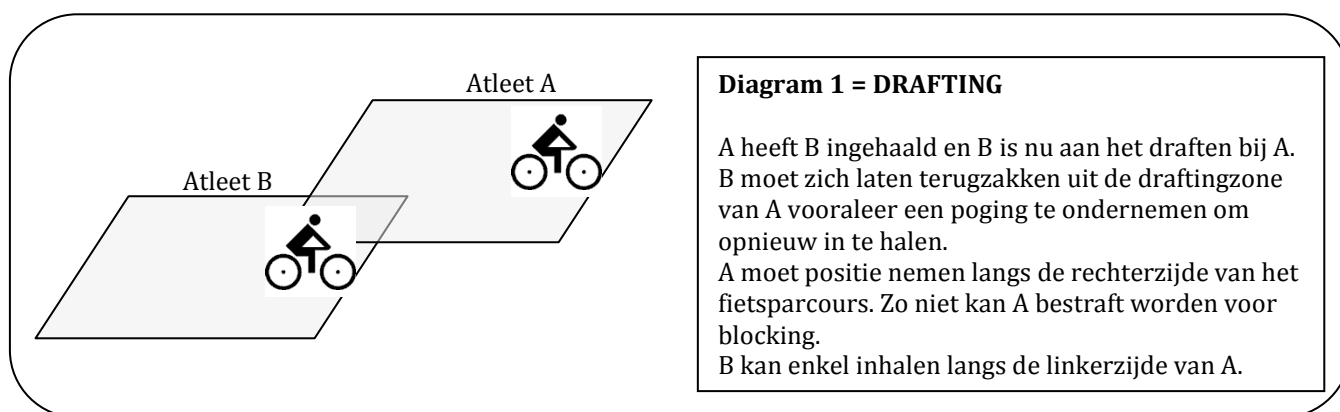 Atleet A
Atleet B
Diagram 1 = DRAFTING
A heeft B ingehaald en B is nu aan het draften bij A.
B moet zich laten terugzakken uit de draftingzone
van A vooraleer een poging te ondernemen om
opnieuw in te halen.
A moet positie nemen langs de rechterzijde van het
fietsparcours. Zo niet kan A bestraft worden voor
blocking.
B kan enkel inhalen langs de linkerzijde van A.